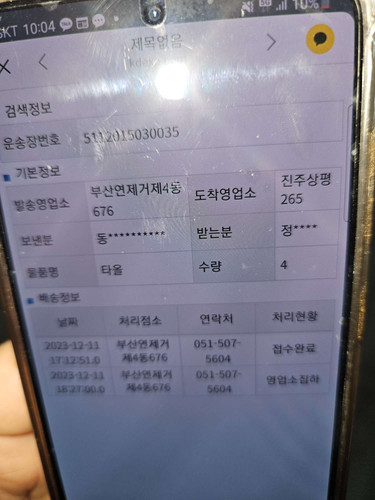 SKT 10:04
10%
제목없음
검색정보
운송장번호 5112015030035
기본정보
발송영업소 부산연제거제4동 676 도착영업소 진주상평 265
보낸분 동********** 받는분 정****
물품명 타올 수량 4
배송정보
날짜 처리점소 연락처 처리현황
2023-12-11 17:12:51.0 부산연제거제4동676 051-507-5604 접수완료
2023-12-11 18:27:00.0 부산연제거제4동676 051-507-5604 영업소집하